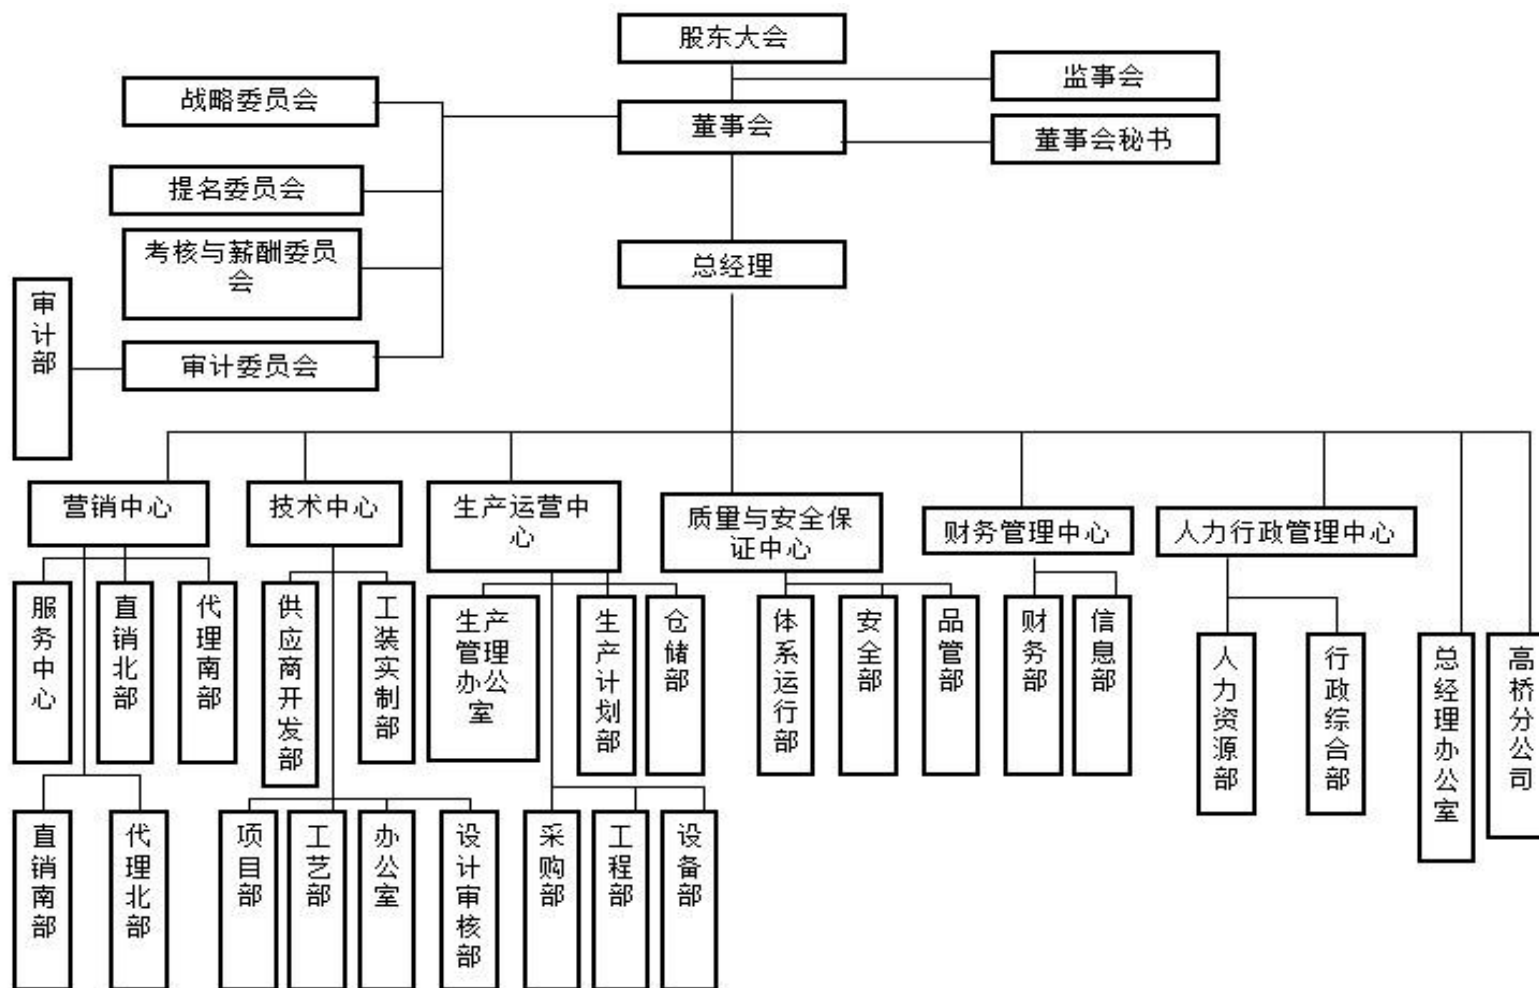 股东大会
监事会
战略委员会
董事会
董事会秘书
提名委员会
考核与薪酬委员
会
总经理
审计部
审计委员会
营销中心
技术中心
生产运营中
心
质量与安全保
证中心
财务管理中心
人力行政管理中心
服务中心
直销北部
代理南部
供应商开发部
工装实制部
生产
管理
办公
室
生产计划部
仓储部
体系运行部
安全部
品管部
财务部
信息部
人力资源部
行政综合部
总经理办公室
高桥分公司
直销南部
代理北部
项目部
工艺部
办公室
设计审核部
采购部
工程部
设备部